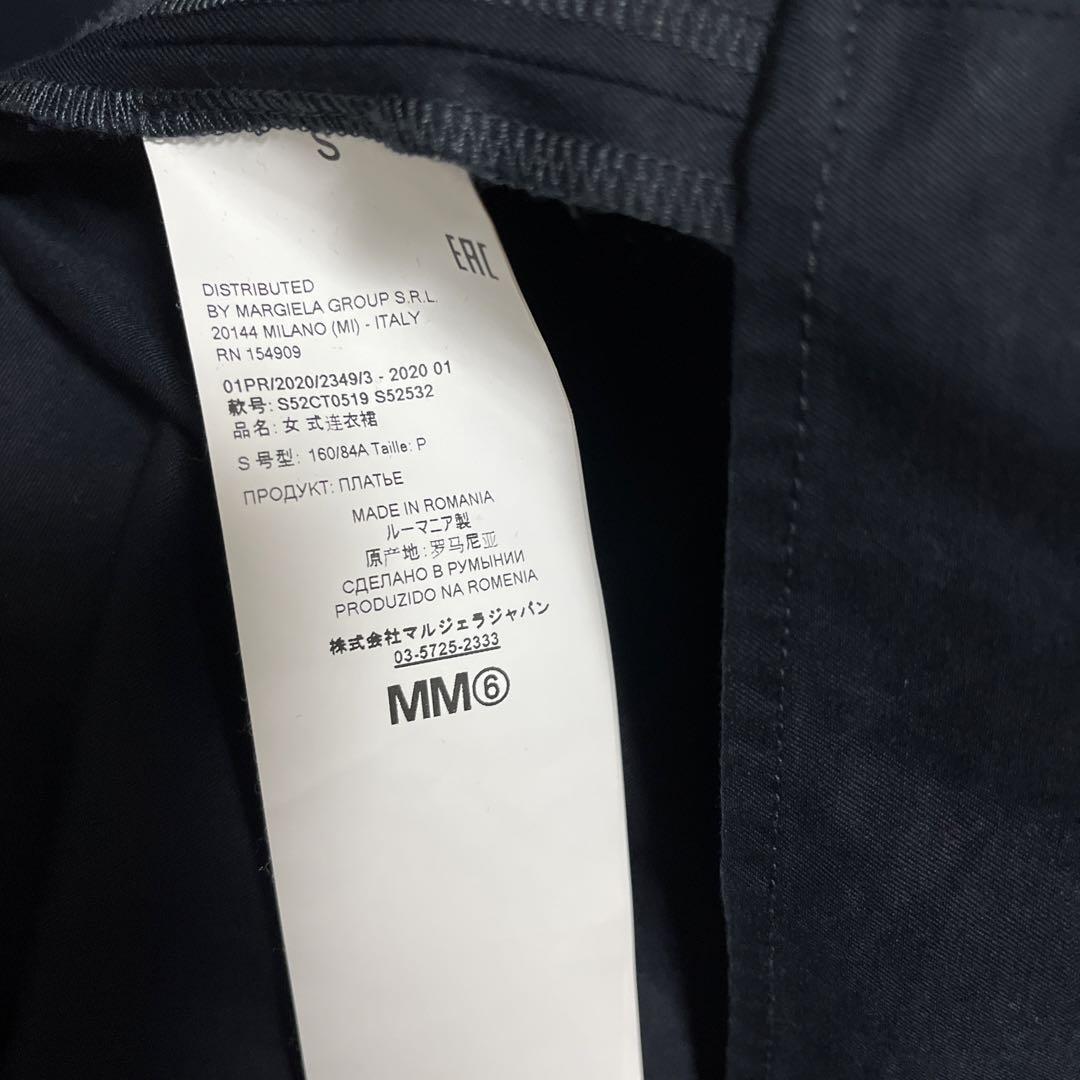 S
EAC
DISTRIBUTED
BY MARGIELA GROUP S.R.L.
20144 MILANO (MI) - ITALY
RN 154909
01PR/2020/2349/3 - 2020 01
款号: S52CT0519 S52532
品名: 女 式连衣裙
S 号型: 160/84A Taille: P
ПРОДУКТ: ПЛАТЬЕ
MADE IN ROMANIA
ルーマニア製
原产地: 罗马尼亚
СДЕЛАНО В РУМЫНИИ
PRODUZIDO NA ROMENIA
株式会社マルジェラジャパン
03-5725-2333
MM⑥